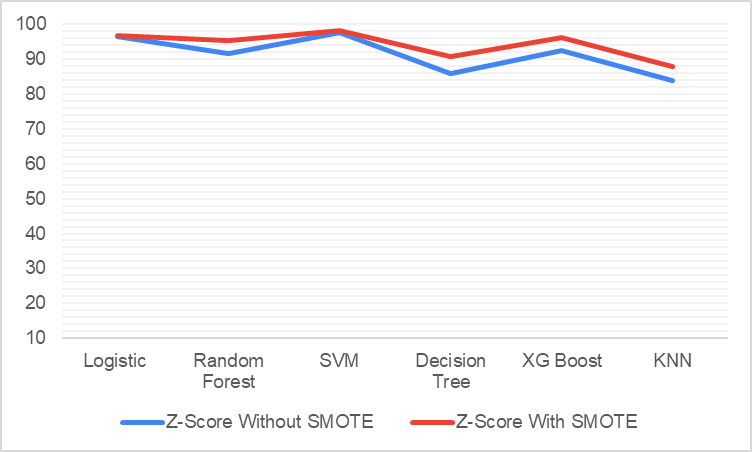 100
90
80
70
60
50
40
30
20
10
Logistic
Random
Forest
SVM
Decision
Tree
XG Boost
KNN
Z-Score Without SMOTE
Z-Score With SMOTE